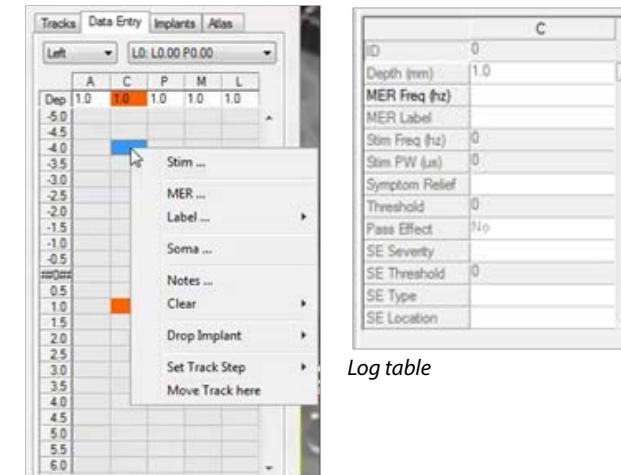 Tracks Data Entry Implants Atlas
Left L0: L0.00 P0.00
A C P M L
Dep 1.0 1.0 1.0 1.0 1.0
-5.0
-4.5
-4.0
-3.5
-3.0
-2.5
-2.0
-1.5
-1.0
-0.5
##0##
0.5
1.0
1.5
2.0
2.5
3.0
3.5
4.0
4.5
5.0
5.5
6.0
Stim ...
MER ...
Label ...
Soma ...
Notes ...
Clear
Drop Implant
Set Track Step
Move Track here
C
ID 0
Depth (mm) 1.0
MER Freq (hz)
MER Label
Stim Freq (hz) 0
Stim PW (us) 0
Symptom Relief
Threshold 0
Pass Effect No
SE Severity
SE Threshold 0
SE Type
SE Location
Log table